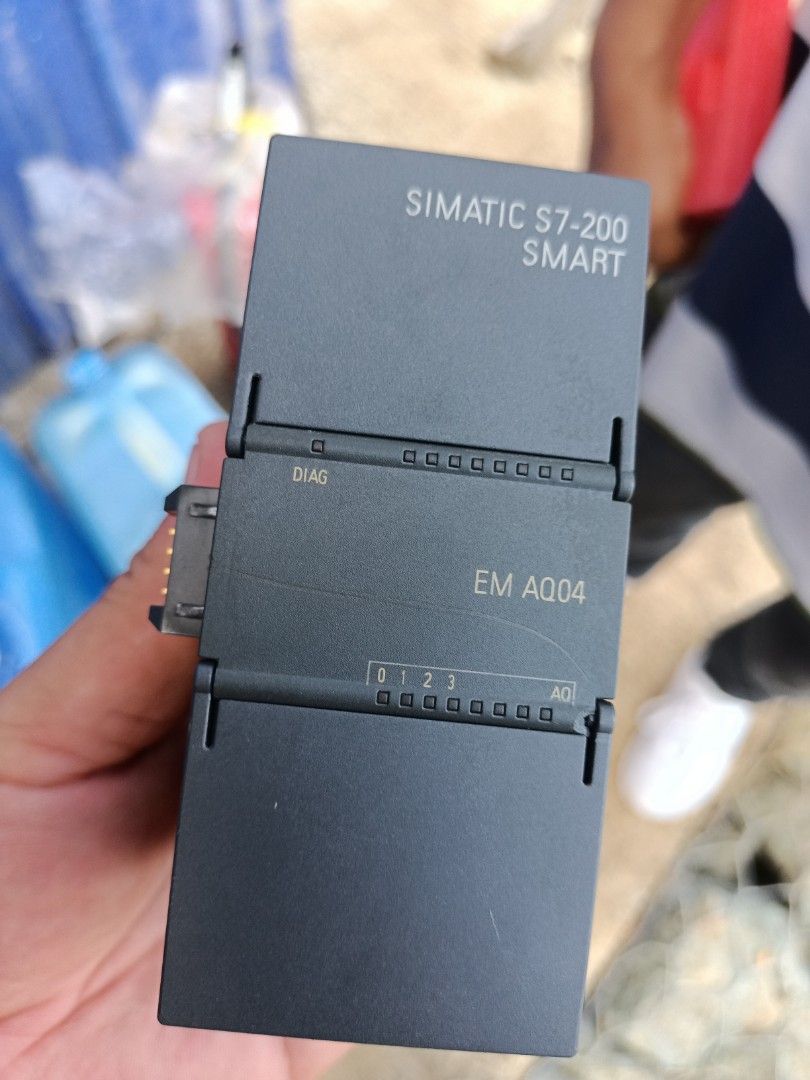 SIMATIC S7-200
SMART
DIAG
EM AQ04
0 1 2 3
AQ